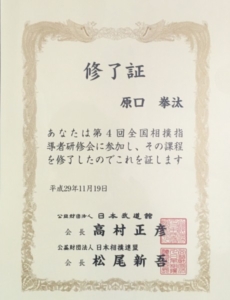 修了証
原口 拳汰
あなたは第4回全国相撲指
導者研修会に参加し、その課程
を修了したのでこれを証します
平成29年11月19日
公益財団法人 日本武道館
会長 高村正彦
公益財団法人 日本相撲連盟
会長 松尾新吾